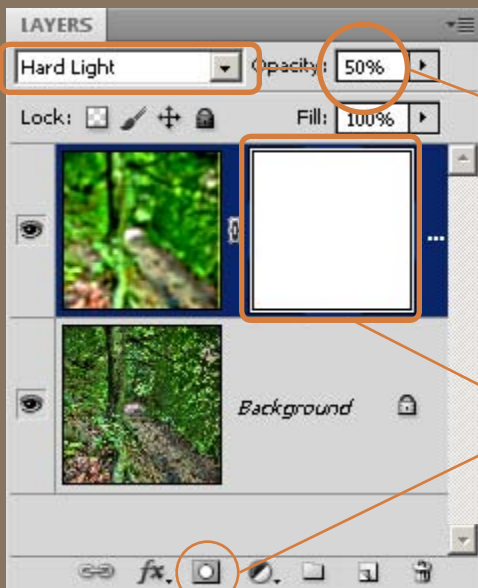 LAYERS
Hard Light Opacity: 50%
Lock: Fill: 100%
...
Background
fx.